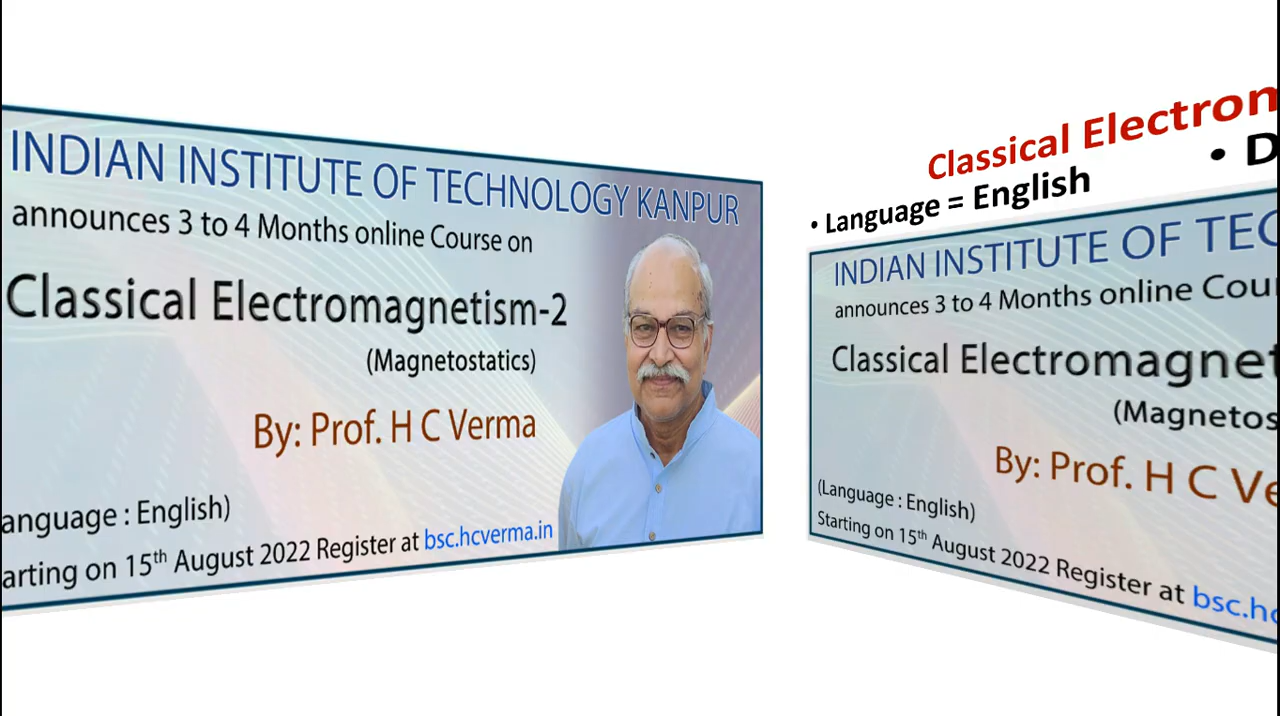 INDIAN INSTITUTE OF TECHNOLOGY KANPUR
announces 3 to 4 Months online Course on
Classical Electromagnetism-2
(Magnetostatics)
By: Prof. H C Verma
anguage : English)
arting on 15th August 2022 Register at bsc.hcverma.in
Classical Electron
• D
• Language = English
INDIAN INSTITUTE OF TEC
announces 3 to 4 Months online Cou
Classical Electromagnet
(Magnetos
By: Prof. H C Ve
(Language : English)
Starting on 15th August 2022 Register at bsc.hc